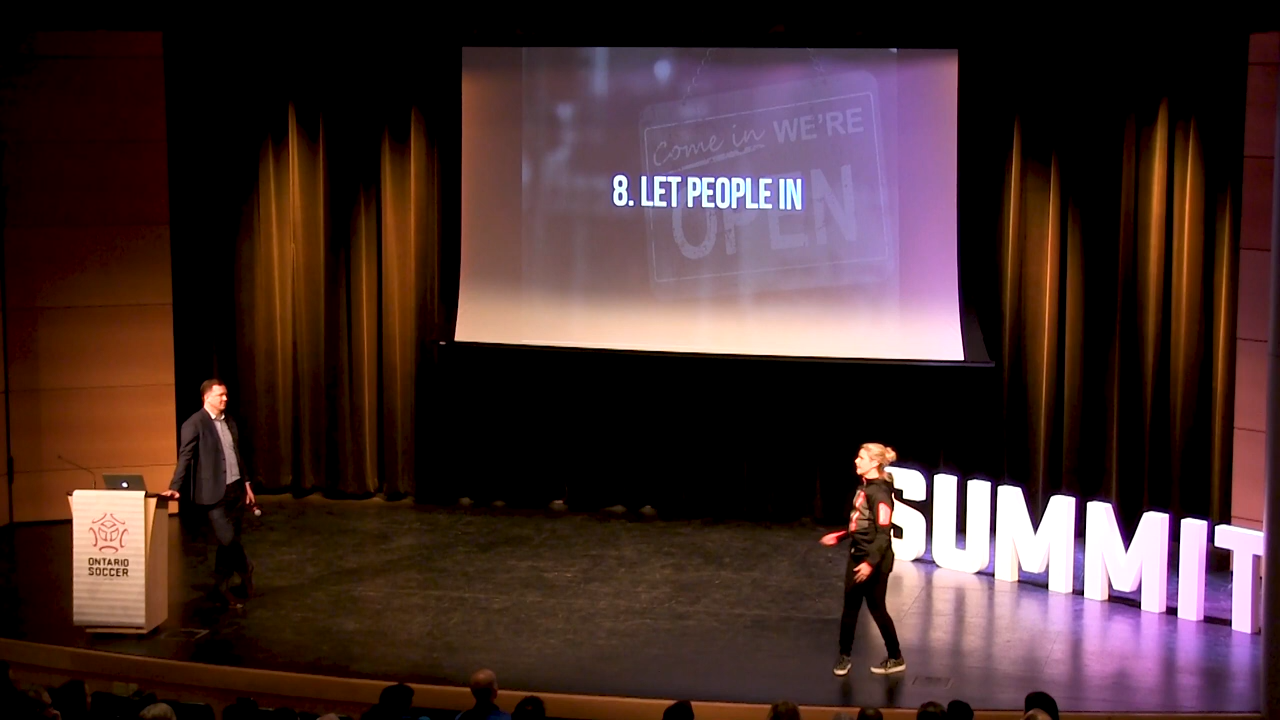 Come in WE'RE
OPEN
8. LET PEOPLE IN
ONTARIO
SOCCER
SUMMIT